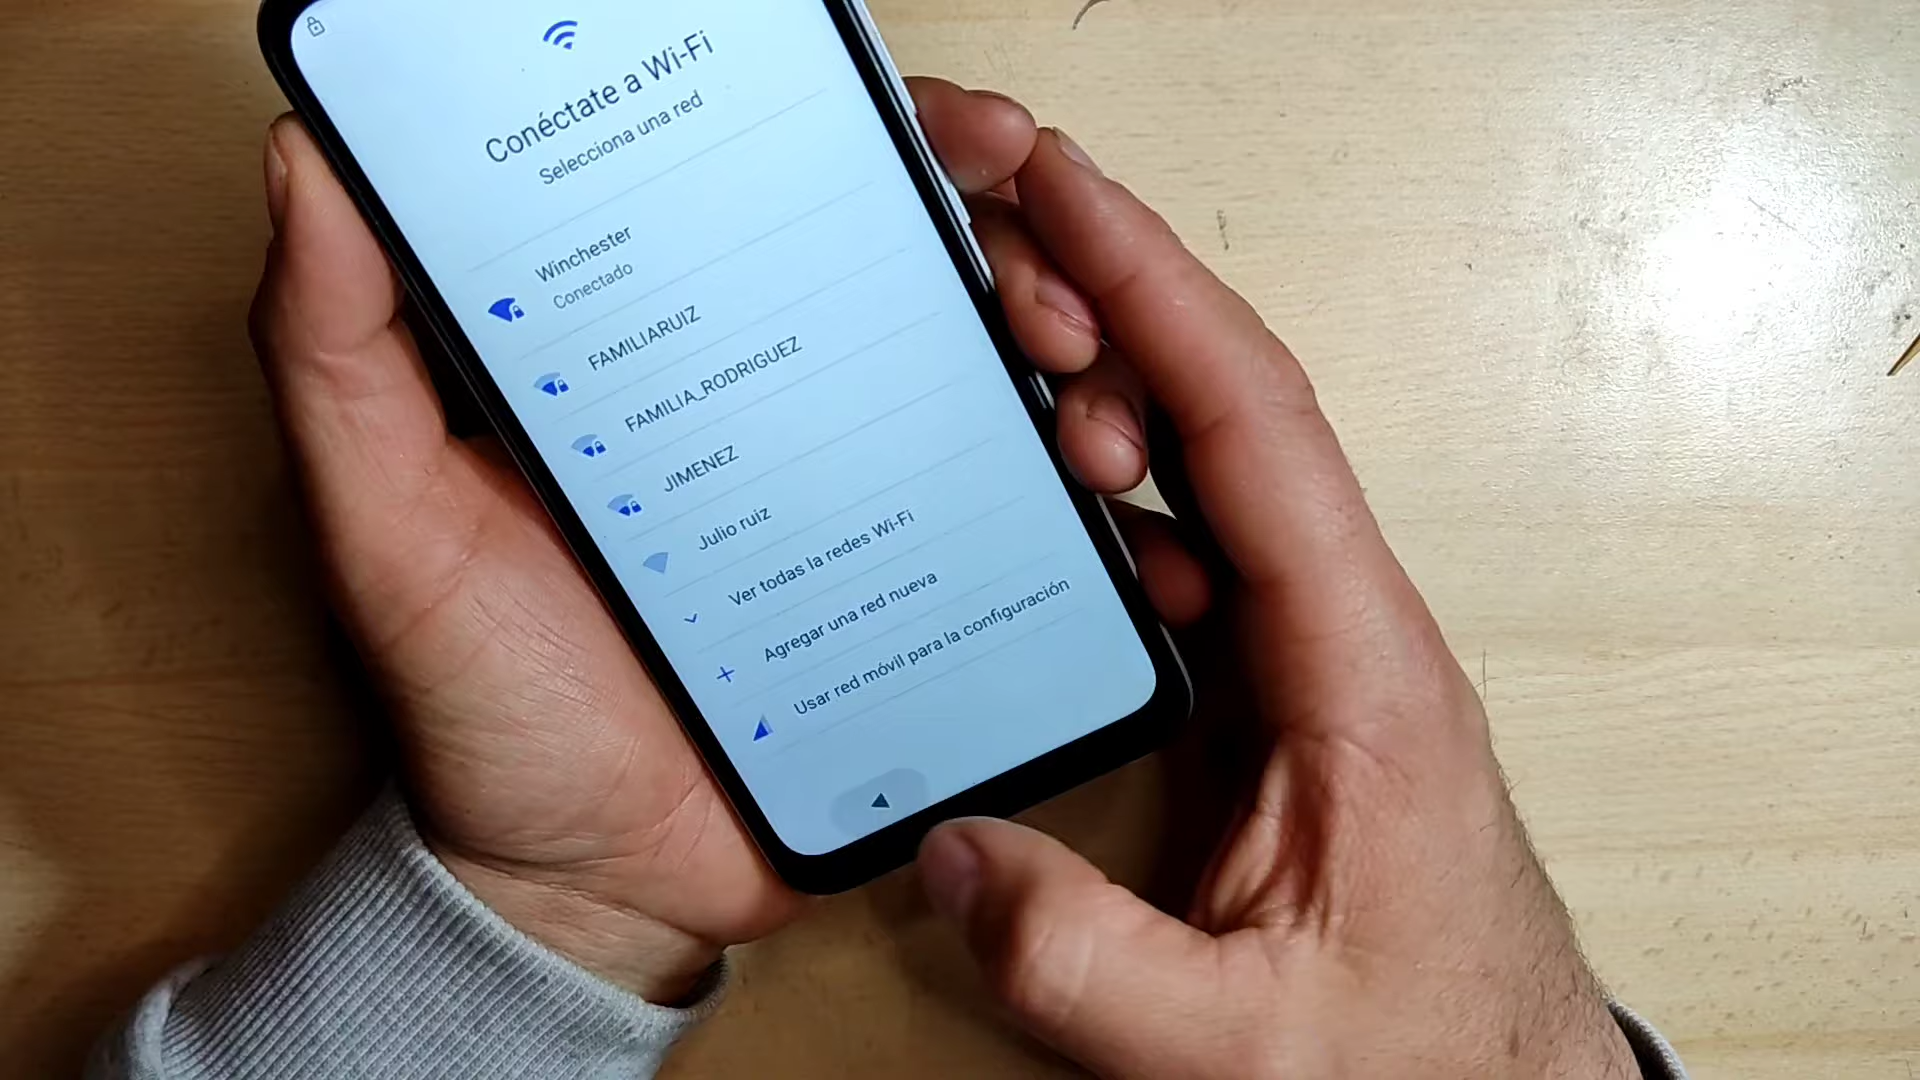 Conéctate a Wi-Fi
Selecciona una red
Winchester
Conectado
FAMILIARUIZ
FAMILIA_RODRIGUEZ
JIMENEZ
Julio ruiz
Ver todas la redes Wi-Fi
Agregar una red nueva
Usar red móvil para la configuración